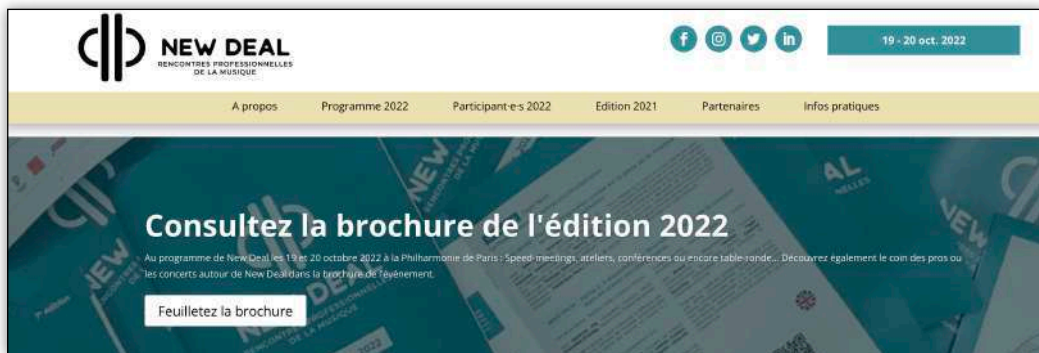 NEW DEAL
RENCONTRES PROFESSIONNELLES
DE LA MUSIQUE
19 - 20 oct. 2022
A propos Programme 2022 Participant·e·s 2022 Edition 2021 Partenaires Infos pratiques
Consultez la brochure de l'édition 2022
Au programme de New Deal les 19 et 20 octobre 2022 à la Philharmonie de Paris : Speed-meetings, ateliers, conférences ou encore table-ronde... Découvrez également le coin des pros ou
les concerts autour de New Deal dans la brochure de l'évènement.
Feuilletez la brochure